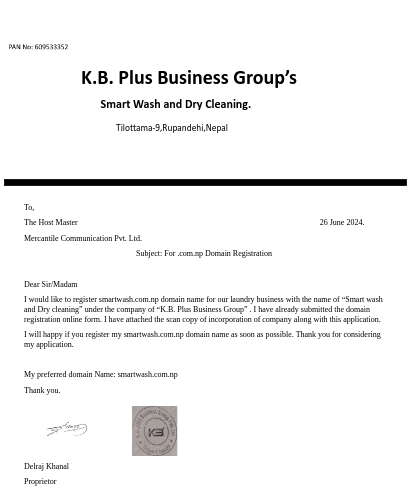 PAN No: 609533352
K.B. Plus Business Group's
Smart Wash and Dry Cleaning.
Tilottama-9,Rupandehi,Nepal
To,
The Host Master 26 June 2024.
Mercantile Communication Pvt. Ltd.
Subject: For .com.np Domain Registration
Dear Sir/Madam
I would like to register smartwash.com.np domain name for our laundry business with the name of “Smart wash
and Dry cleaning” under the company of “K.B. Plus Business Group” . I have already submitted the domain
registration online form. I have attached the scan copy of incorporation of company along with this application.
I will happy if you register my smartwash.com.np domain name as soon as possible. Thank you for considering
my application.
My preferred domain Name: smartwash.com.np
Thank you.
Delraj Khanal
Proprietor